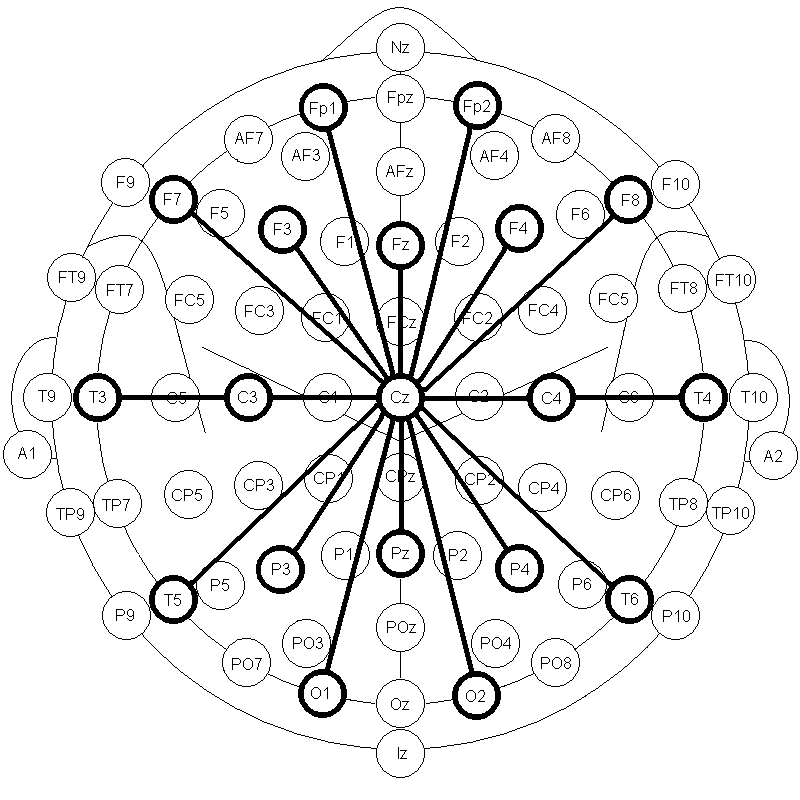 Nz
Fp1 Fpz Fp2
AF7 AF3 AFz AF4 AF8
F9 F7 F5 F3 F1 Fz F2 F4 F6 F8 F10
FT9 FT7 FC5 FC3 FC1 FCz FC2 FC4 FC5 FT8 FT10
T9 T3 C5 C3 C1 Cz C2 C4 C6 T4 T10
A1 A2
TP9 TP7 CP5 CP3 CP1 CPz CP2 CP4 CP6 TP8 TP10
P9 T5 P5 P3 P1 Pz P2 P4 P6 T6 P10
PO7 PO3 POz PO4 PO8
O1 Oz O2
Iz